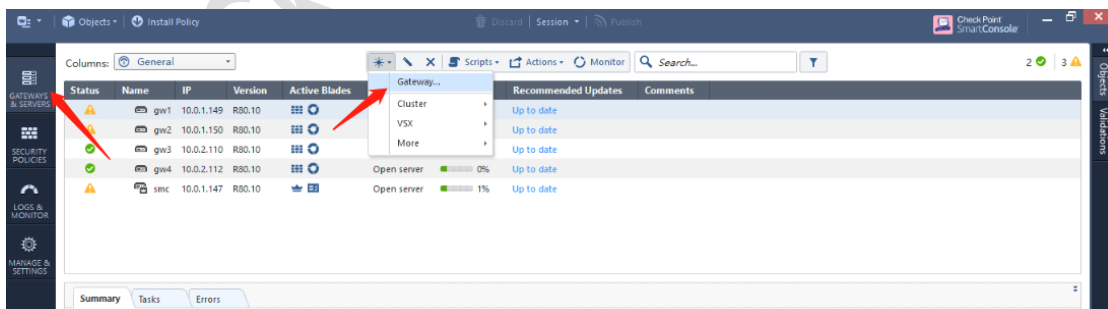 Objects Install Policy Discard Session Publish Check Point
SmartConsole
Columns: General Scripts Actions Monitor Search... 2 3
GATEWAYS
& SERVERS
SECURITY
POLICIES
LOGS &
MONITOR
MANAGE &
SETTINGS
Gateway...
Cluster
VSX
More
Status Name IP Version Active Blades Recommended Updates Comments
gw1 10.0.1.149 R80.10 Up to date
gw2 10.0.1.150 R80.10 Up to date
gw3 10.0.2.110 R80.10 Up to date
gw4 10.0.2.112 R80.10 Open server 0% Up to date
smc 10.0.1.147 R80.10 Open server 1% Up to date
Summary Tasks Errors
Objects
Validations